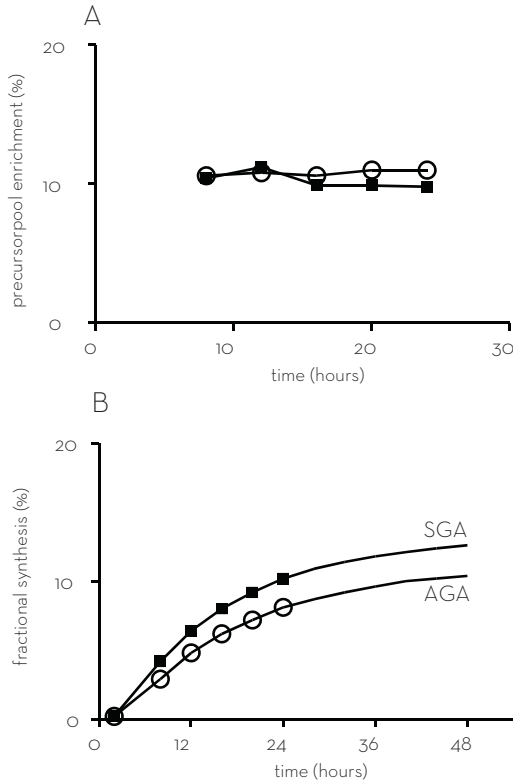 A
20
10
0
precursorpool enrichment (%)
0 10 20 30
time (hours)
B
20
10
0
fractional synthesis (%)
SGA
AGA
0 12 24 36 48
time (hours)